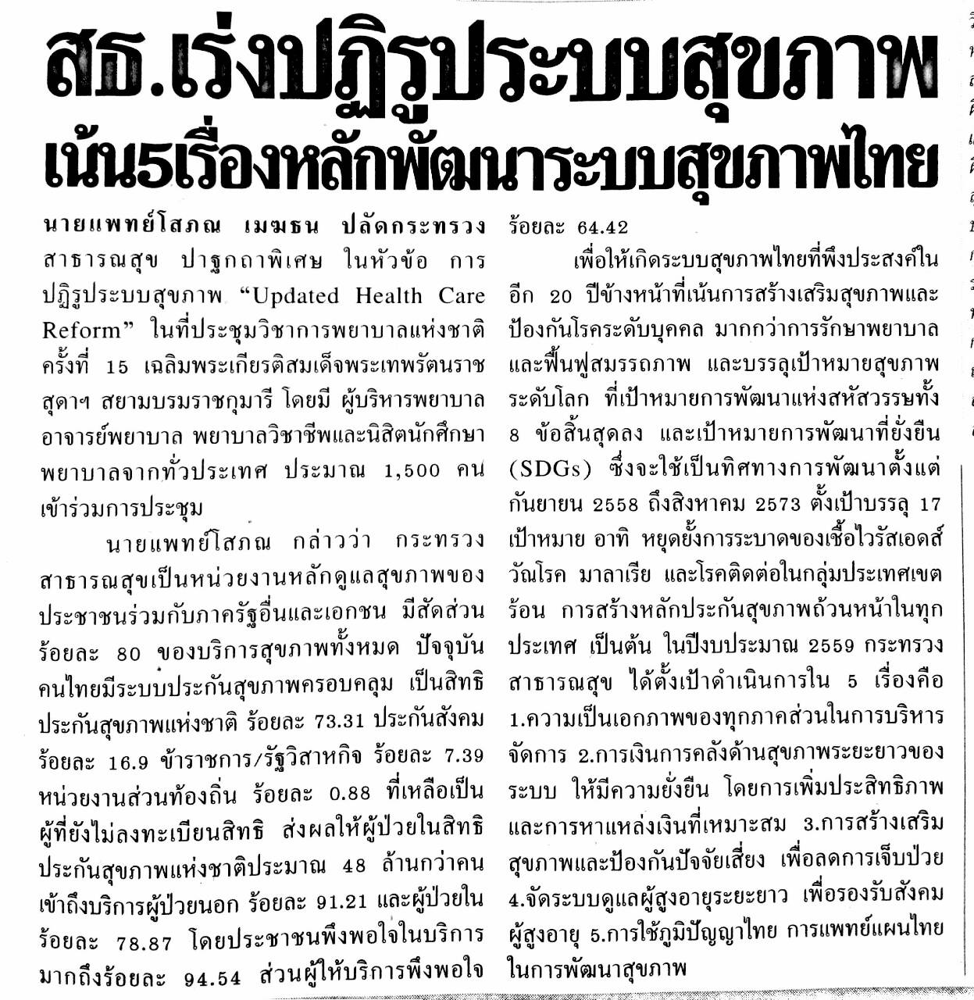 สธ.เร่งปฏิรูประบบสุขภาพ
เน้น5เรื่องหลักพัฒนาระบบสุขภาพไทย
นายแพทย์โสภณ เมฆธน ปลัดกระทรวง
สาธารณสุข ปาฐกถาพิเศษ ในหัวข้อ การ
ปฏิรูประบบสุขภาพ “Updated Health Care
Reform” ในที่ประชุมวิชาการพยาบาลแห่งชาติ
ครั้งที่ 15 เฉลิมพระเกียรติสมเด็จพระเทพรัตนราช
สุดาฯ สยามบรมราชกุมารี โดยมี ผู้บริหารพยาบาล
อาจารย์พยาบาล พยาบาลวิชาชีพและนิสิตนักศึกษา
พยาบาลจากทั่วประเทศ ประมาณ 1,500 คน
เข้าร่วมการประชุม
นายแพทย์โสภณ กล่าวว่า กระทรวง
สาธารณสุขเป็นหน่วยงานหลักดูแลสุขภาพของ
ประชาชนร่วมกับภาครัฐอื่นและเอกชน มีสัดส่วน
ร้อยละ 80 ของบริการสุขภาพทั้งหมด ปัจจุบัน
คนไทยมีระบบประกันสุขภาพครอบคลุม เป็นสิทธิ
ประกันสุขภาพแห่งชาติ ร้อยละ 73.31 ประกันสังคม
ร้อยละ 16.9 ข้าราชการ/รัฐวิสาหกิจ ร้อยละ 7.39
หน่วยงานส่วนท้องถิ่น ร้อยละ 0.88 ที่เหลือเป็น
ผู้ที่ยังไม่ลงทะเบียนสิทธิ ส่งผลให้ผู้ป่วยในสิทธิ
ประกันสุขภาพแห่งชาติประมาณ 48 ล้านกว่าคน
เข้าถึงบริการผู้ป่วยนอก ร้อยละ 91.21 และผู้ป่วยใน
ร้อยละ 78.87 โดยประชาชนพึงพอใจในบริการ
มากถึงร้อยละ 94.54 ส่วนผู้ให้บริการพึงพอใจ
ร้อยละ 64.42
เพื่อให้เกิดระบบสุขภาพไทยที่พึงประสงค์ใน
อีก 20 ปีข้างหน้าที่เน้นการสร้างเสริมสุขภาพและ
ป้องกันโรคระดับบุคคล มากกว่าการรักษาพยาบาล
และฟื้นฟูสมรรถภาพ และบรรลุเป้าหมายสุขภาพ
ระดับโลก ที่เป้าหมายการพัฒนาแห่งสหัสวรรษทั้ง
8 ข้อสิ้นสุดลง และเป้าหมายการพัฒนาที่ยั่งยืน
(SDGs) ซึ่งจะใช้เป็นทิศทางการพัฒนาตั้งแต่
กันยายน 2558 ถึงสิงหาคม 2573 ตั้งเป้าบรรลุ 17
เป้าหมาย อาทิ หยุดยั้งการระบาดของเชื้อไวรัสเอดส์
วัณโรค มาลาเรีย และโรคติดต่อในกลุ่มประเทศเขต
ร้อน การสร้างหลักประกันสุขภาพถ้วนหน้าในทุก
ประเทศ เป็นต้น ในปีงบประมาณ 2559 กระทรวง
สาธารณสุข ได้ตั้งเป้าดำเนินการใน 5 เรื่องคือ
1.ความเป็นเอกภาพของทุกภาคส่วนในการบริหาร
จัดการ 2.การเงินการคลังด้านสุขภาพระยะยาวของ
ระบบ ให้มีความยั่งยืน โดยการเพิ่มประสิทธิภาพ
และการหาแหล่งเงินที่เหมาะสม 3.การสร้างเสริม
สุขภาพและป้องกันปัจจัยเสี่ยง เพื่อลดการเจ็บป่วย
4.จัดระบบดูแลผู้สูงอายุระยะยาว เพื่อรองรับสังคม
ผู้สูงอายุ 5.การใช้ภูมิปัญญาไทย การแพทย์แผนไทย
ในการพัฒนาสุขภาพ